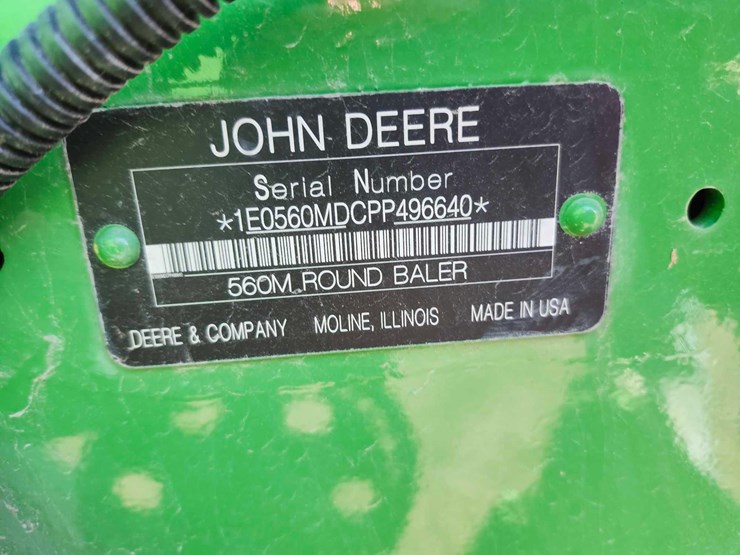 JOHN DEERE
Serial Number
*1E0560MDCPP496640*
560M ROUND BALER
DEERE & COMPANY MOLINE, ILLINOIS MADE IN USA